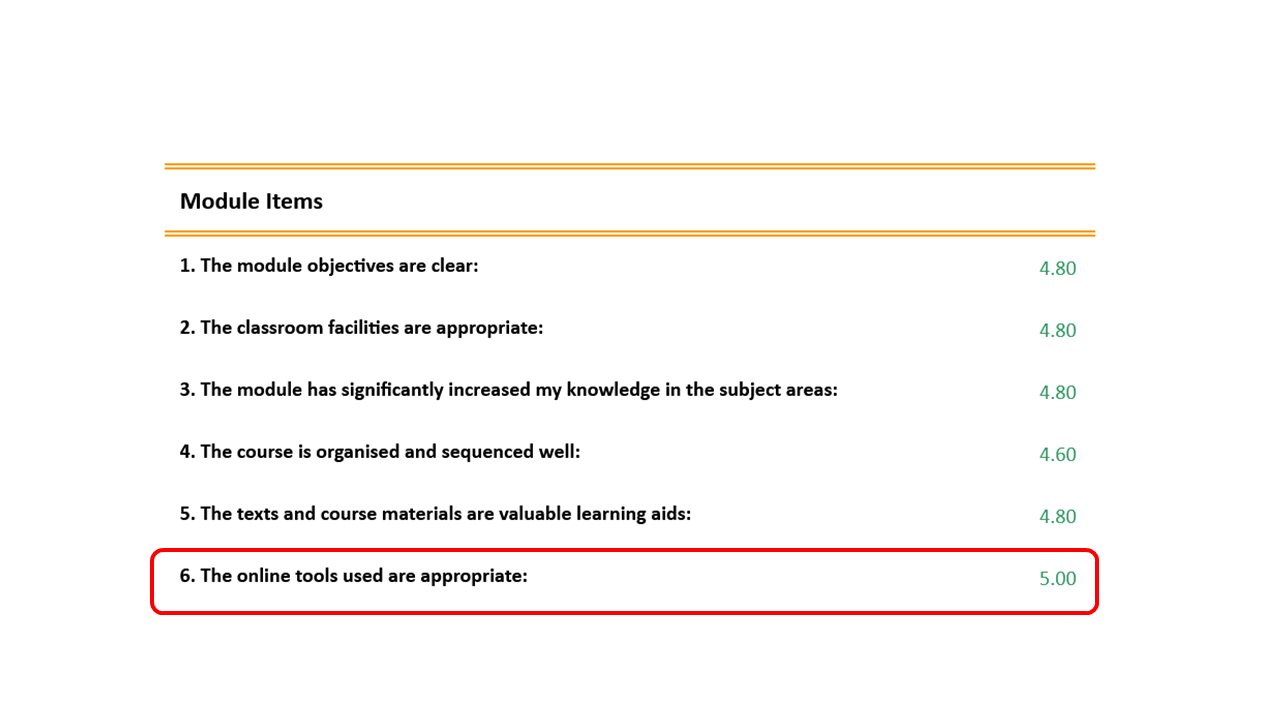 Module Items
1. The module objectives are clear: 4.80
2. The classroom facilities are appropriate: 4.80
3. The module has significantly increased my knowledge in the subject areas: 4.80
4. The course is organised and sequenced well: 4.60
5. The texts and course materials are valuable learning aids: 4.80
6. The online tools used are appropriate: 5.00